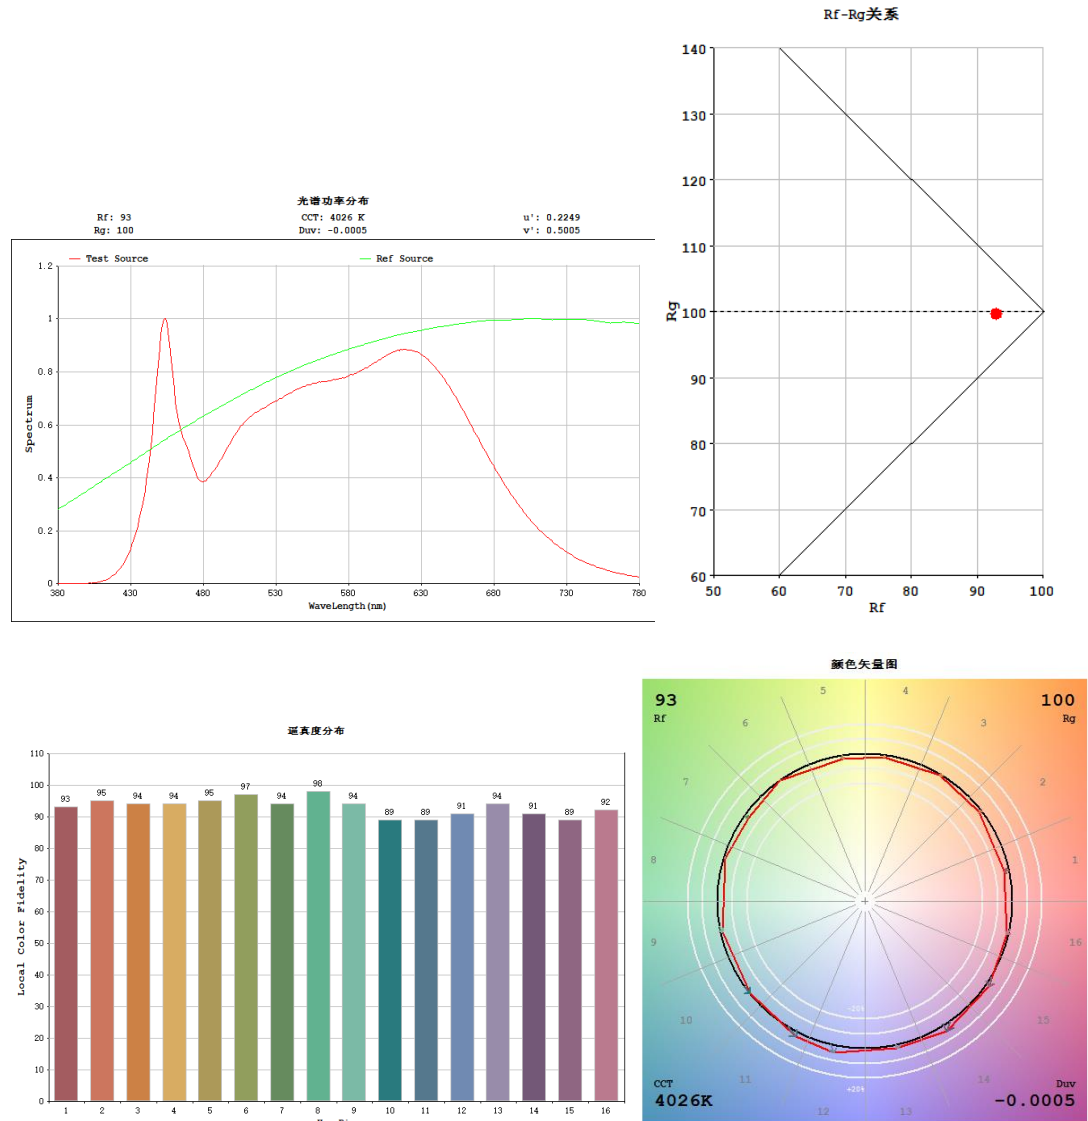 Rf-Rg关系
140
130
120
110
100
90
80
70
60
Rg
50 60 70 80 90 100
Rf
光谱功率分布
Rf: 93 CCT: 4026 K u': 0.2249
Rg: 100 Duv: -0.0005 v': 0.5005
Test Source Ref Source
1.2
1
0.8
0.6
0.4
0.2
0
Spectrum
380 430 480 530 580 630 680 730 780
WaveLength(nm)
逼真度分布
110
100
90
80
70
60
50
40
30
20
10
0
Local Color Fidelity
93 95 94 94 95 97 94 98 94 89 89 91 94 91 89 92
1 2 3 4 5 6 7 8 9 10 11 12 13 14 15 16
颜色矢量图
93
Rf
100
Rg
5 4
6 3
7 2
8 1
9 16
10 15
11 14
12 13
-20%
+20%
CCT
4026K
Duv
-0.0005